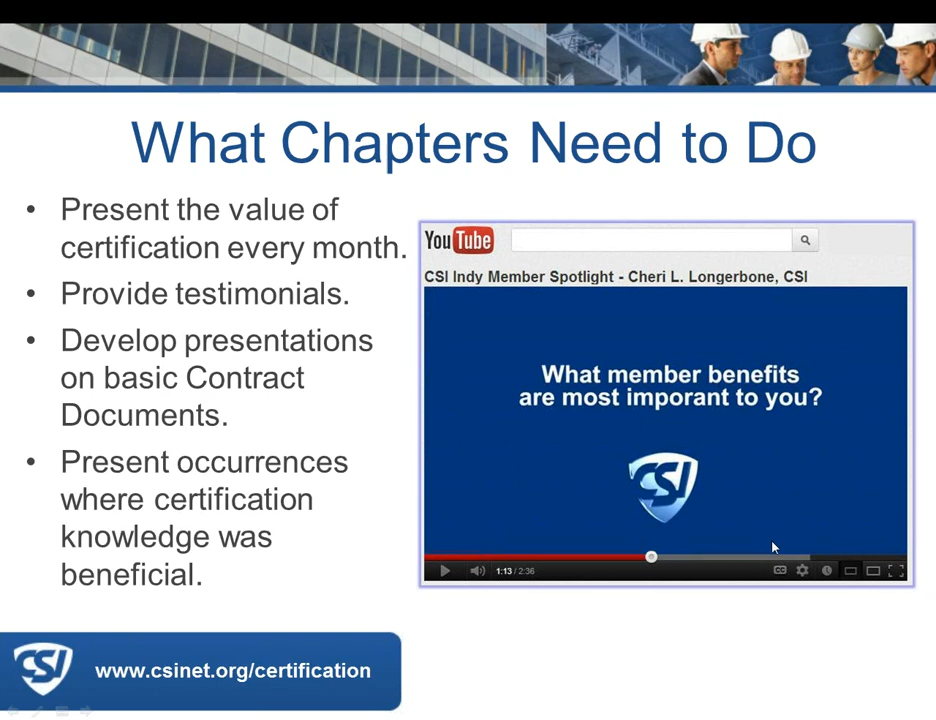 What Chapters Need to Do
• Present the value of
certification every month.
• Provide testimonials.
• Develop presentations
on basic Contract
Documents.
• Present occurrences
where certification
knowledge was
beneficial.
YouTube
CSI Indy Member Spotlight - Cheri L. Longerbone, CSI
What member benefits
are most imporant to you?
CSI
1:13 / 2:36
CC
CSI
www.csinet.org/certification